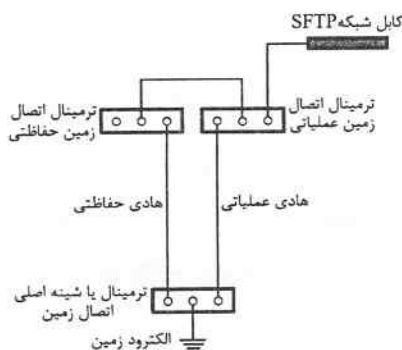 کابل شبکه SFTP
ترمینال اتصال
زمین عملیاتی
ترمینال اتصال
زمین حفاظتی
هادی عملیاتی
هادی حفاظتی
ترمینال یا شینه اصلی
اتصال زمین
الکترود زمین